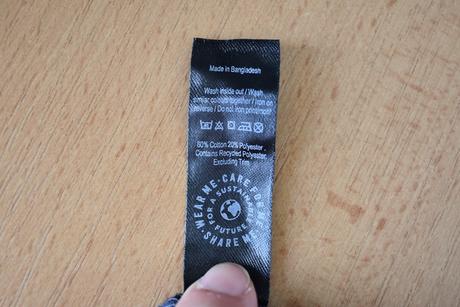 Made in Bangladesh
Wash inside out / Wash
similar colours together / Iron on
reverse / Do not iron print/motif
80% Cotton 20% Polyester .
Contains Recycled Polyester,
Excluding Trim
WEAR ME · CARE FOR ME · SHARE ME ·
FOR A SUSTAINABLE FUTURE